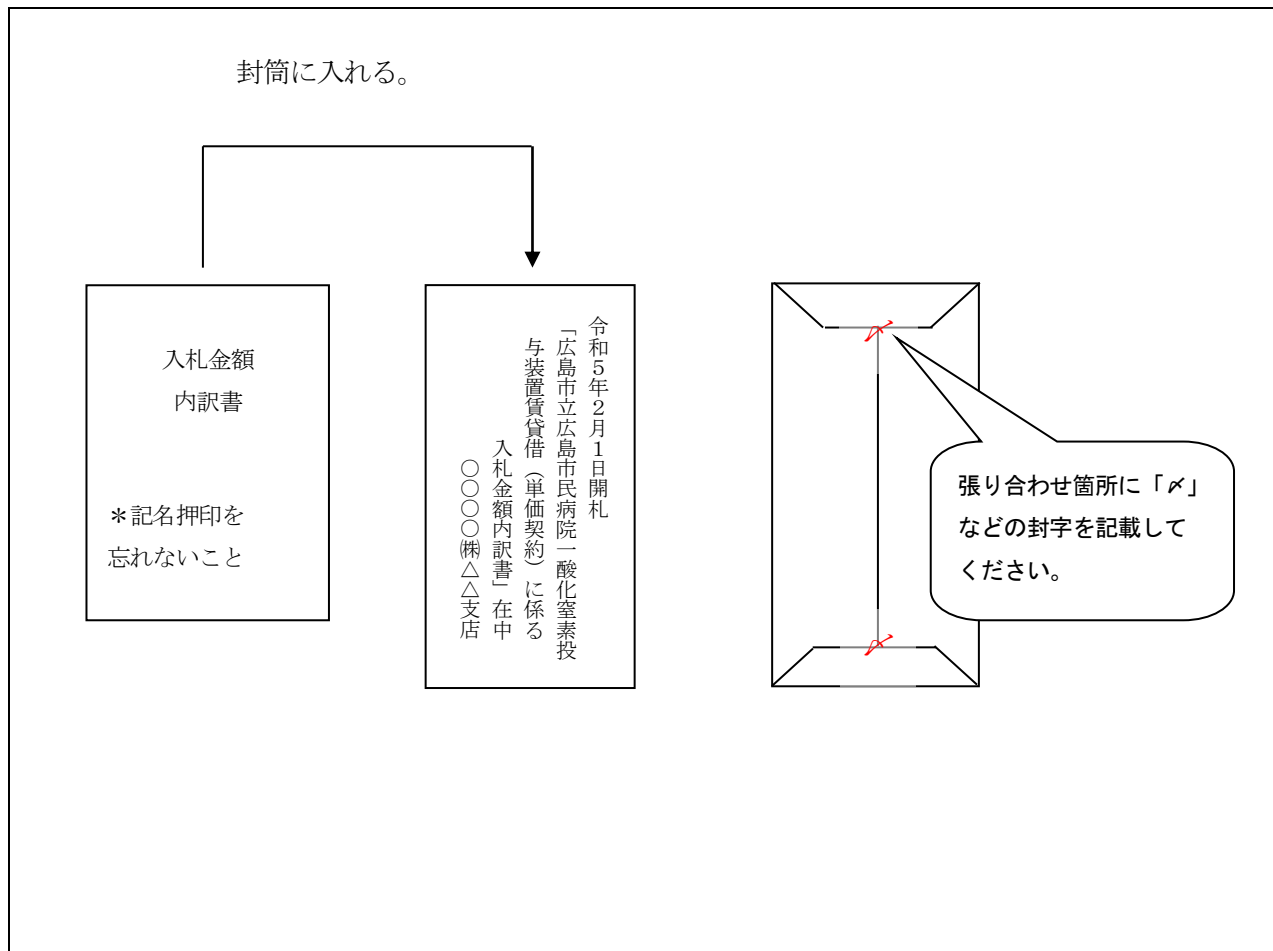 封筒に入れる。
入札金額
内訳書
＊記名押印を
忘れないこと
令和５年２月１日開札
「広島市立広島市民病院一酸化窒素投
与装置賃貸借（単価契約）に係る
入札金額内訳書」在中
○○○○㈱△△支店
〆
〆
張り合わせ箇所に「〆」
などの封字を記載して
ください。